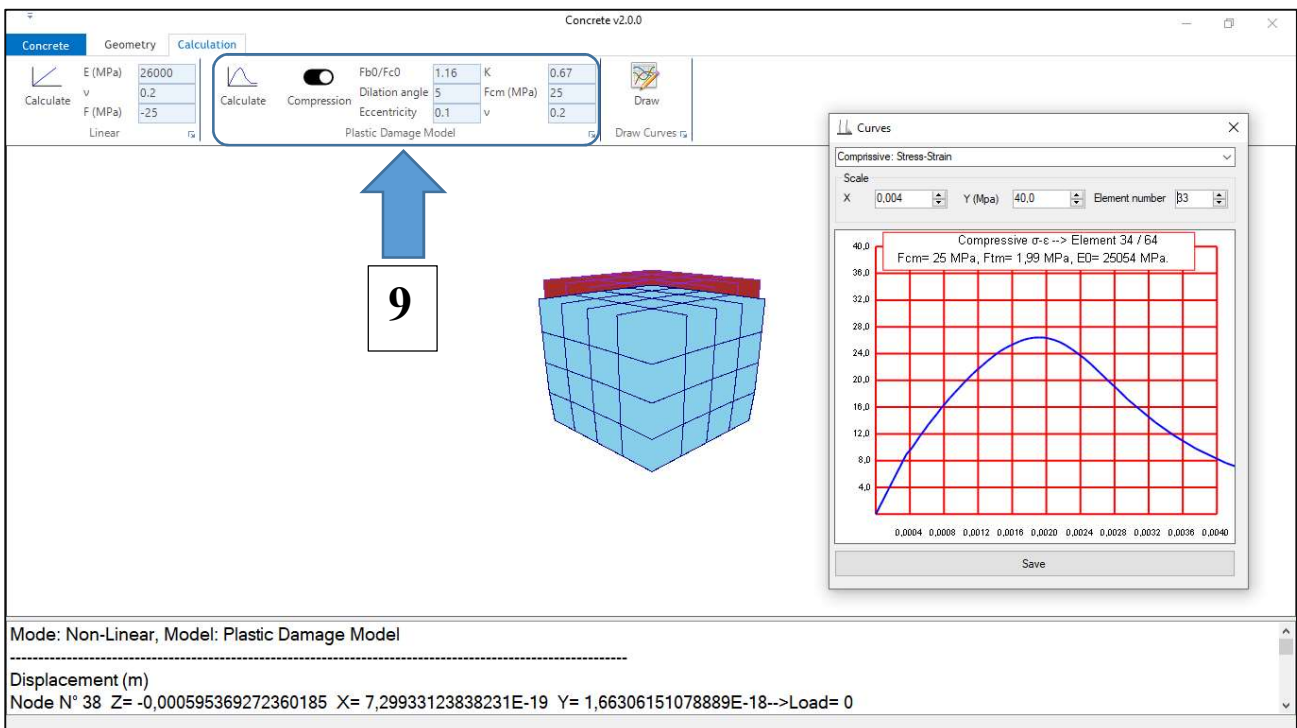 Concrete v2.0.0
Concrete Geometry Calculation
E (MPa) 26000
ν 0.2
F (MPa) -25
Calculate
Linear
Calculate
Compression
Fb0/Fc0 1.16 K 0.67
Dilation angle 5 Fcm (MPa) 25
Eccentricity 0.1 ν 0.2
Plastic Damage Model
Draw
Draw Curves
9
Curves
Comprissive: Stress-Strain
Scale
X 0,004 Y (Mpa) 40,0 Element number 33
Compressive σ-ε --> Element 34 / 64
Fcm= 25 MPa, Ftm= 1,99 MPa, E0= 25054 MPa.
40,0
36,0
32,0
28,0
24,0
20,0
16,0
12,0
8,0
4,0
0,0004 0,0008 0,0012 0,0016 0,0020 0,0024 0,0028 0,0032 0,0036 0,0040
Save
Mode: Non-Linear, Model: Plastic Damage Model
--------------------------------------------------------------------------------------------------------
Displacement (m)
Node N° 38 Z= -0,000595369272360185 X= 7,29933123838231E-19 Y= 1,66306151078889E-18-->Load= 0